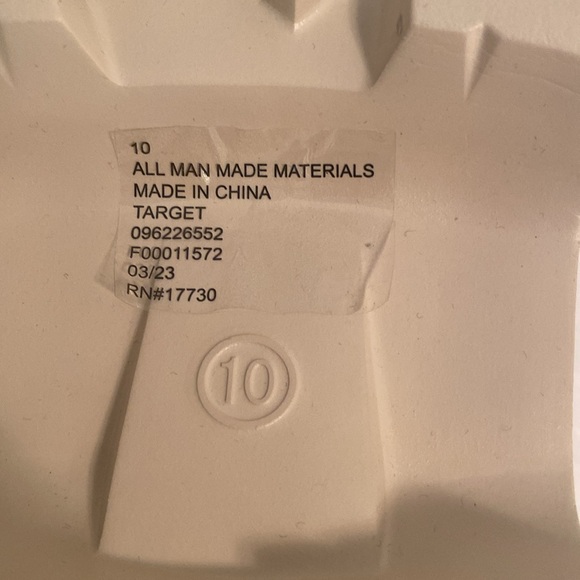 10
ALL MAN MADE MATERIALS
MADE IN CHINA
TARGET
096226552
F00011572
03/23
RN#17730
10